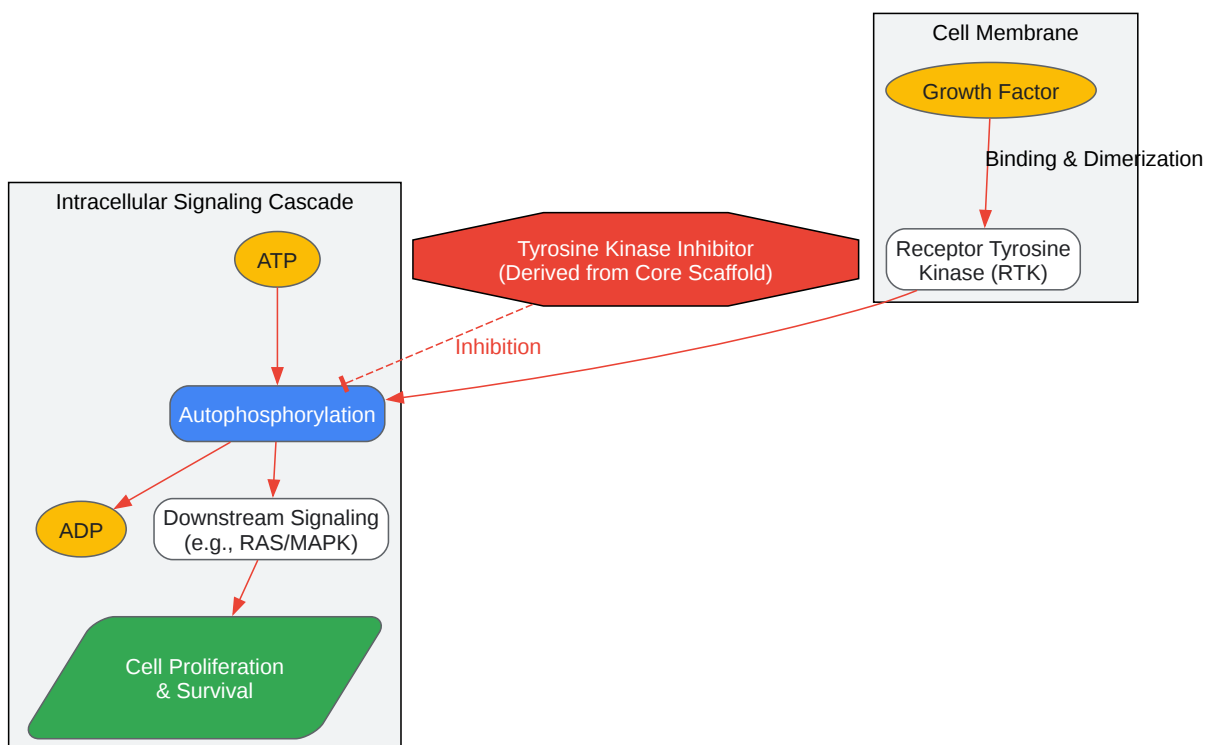 Cell Membrane
Growth Factor
Binding & Dimerization
Receptor Tyrosine
Kinase (RTK)
Intracellular Signaling Cascade
ATP
Tyrosine Kinase Inhibitor
(Derived from Core Scaffold)
Inhibition
Autophosphorylation
ADP
Downstream Signaling
(e.g., RAS/MAPK)
Cell Proliferation
& Survival